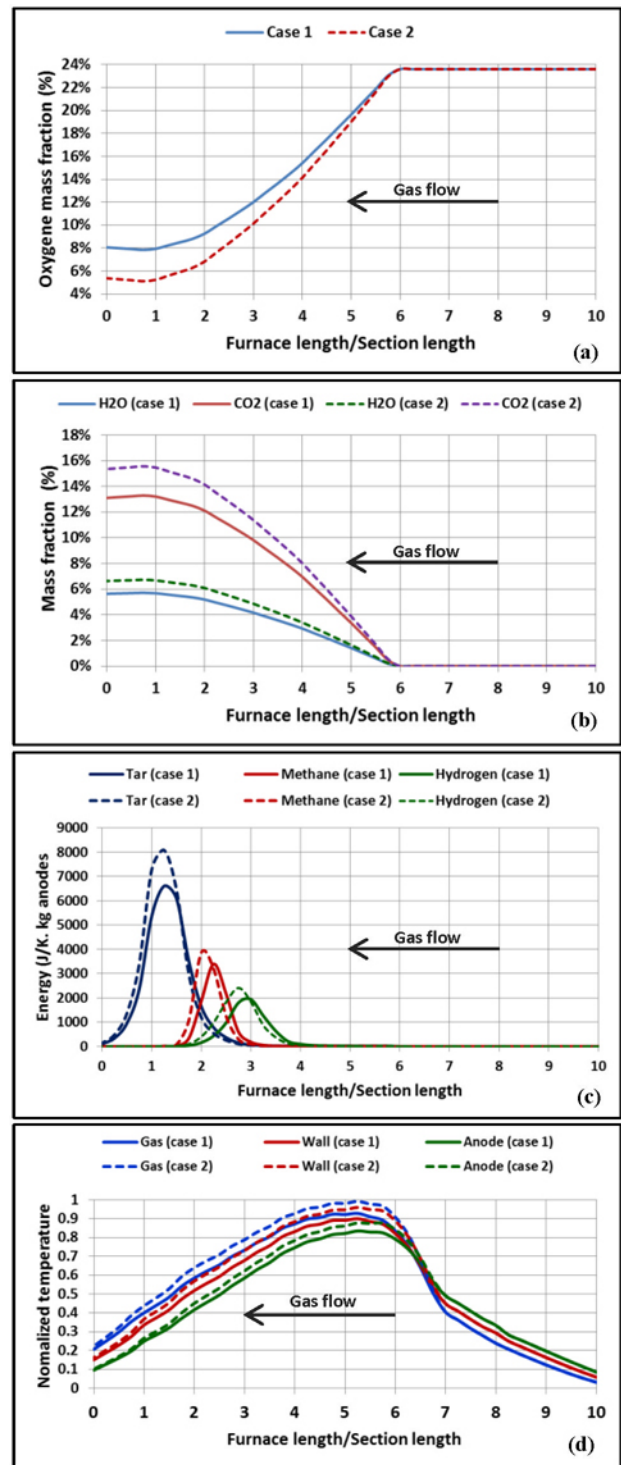 Case 1 Case 2
24%
22%
20%
18%
16%
14%
12%
10%
8%
6%
4%
Oxygene mass fraction (%)
Gas flow
0 1 2 3 4 5 6 7 8 9 10
Furnace length/Section length
(a)
H2O (case 1) CO2 (case 1) H2O (case 2) CO2 (case 2)
18%
16%
14%
12%
10%
8%
6%
4%
2%
0%
Mass fraction (%)
Gas flow
0 1 2 3 4 5 6 7 8 9 10
Furnace length/Section length
(b)
Tar (case 1) Methane (case 1) Hydrogen (case 1)
Tar (case 2) Methane (case 2) Hydrogen (case 2)
9000
8000
7000
6000
5000
4000
3000
2000
1000
0
Energy (J/K. kg anodes
Gas flow
0 1 2 3 4 5 6 7 8 9 10
Furnace length/Section length
(c)
Gas (case 1) Wall (case 1) Anode (case 1)
Gas (case 2) Wall (case 2) Anode (case 2)
1
0.9
0.8
0.7
0.6
0.5
0.4
0.3
0.2
0.1
0
Nomalized temperature
Gas flow
0 1 2 3 4 5 6 7 8 9 10
Furnace length/Section length
(d)